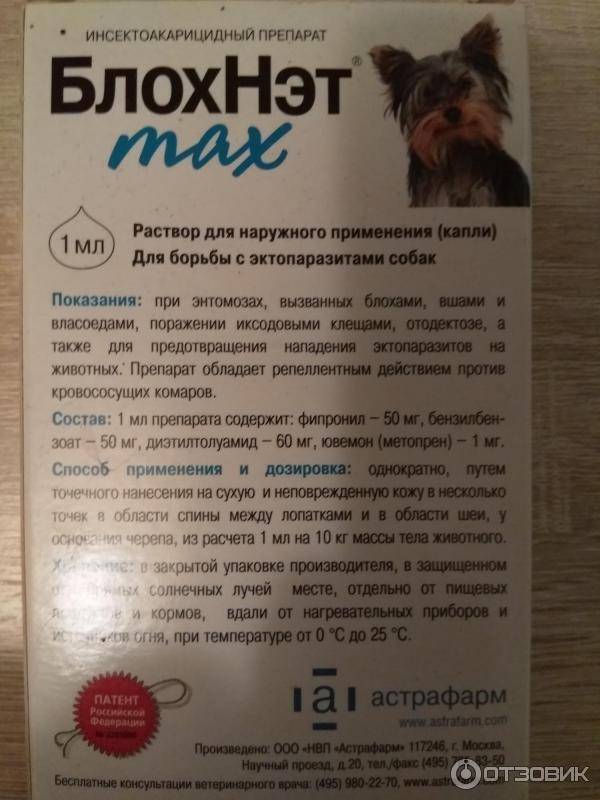 ИНСЕКТОАКАРИЦИДНЫЙ ПРЕПАРАТ
БлохНэт®
max
1 мл
Раствор для наружного применения (капли)
Для борьбы с эктопаразитами собак
Показания: при энтомозах, вызванных блохами, вшами и
власоедами, поражении иксодовыми клещами, отодектозе, а
также для предотвращения нападения эктопаразитов на
животных. Препарат обладает репеллентным действием против
кровососущих комаров.
Состав: 1 мл препарата содержит: фипронил – 50 мг, бензилбен-
зоат – 50 мг, диэтилтолуамид – 60 мг, ювемон (метопрен) – 1 мг.
Способ применения и дозировка: однократно, путем
точечного нанесения на сухую и неповрежденную кожу в несколько
точек в области спины между лопатками и в области шеи, у
основания черепа, из расчета 1 мл на 10 кг массы тела животного.
Хранение: в закрытой упаковке производителя, в защищенном
от прямых солнечных лучей месте, отдельно от пищевых
продуктов и кормов, вдали от нагревательных приборов и
источников огня, при температуре от 0 °С до 25 °С.
ПАТЕНТ
Российской
Федерации
|a| астрафарм
www.astrafarm.com
Произведено: ООО «НВП «Астрафарм» 117246, г. Москва,
Научный проезд, д.20, тел./факс (495)
Бесплатные консультации ветеринарного врача: (495) 980-22-70,
ОТЗОВИК